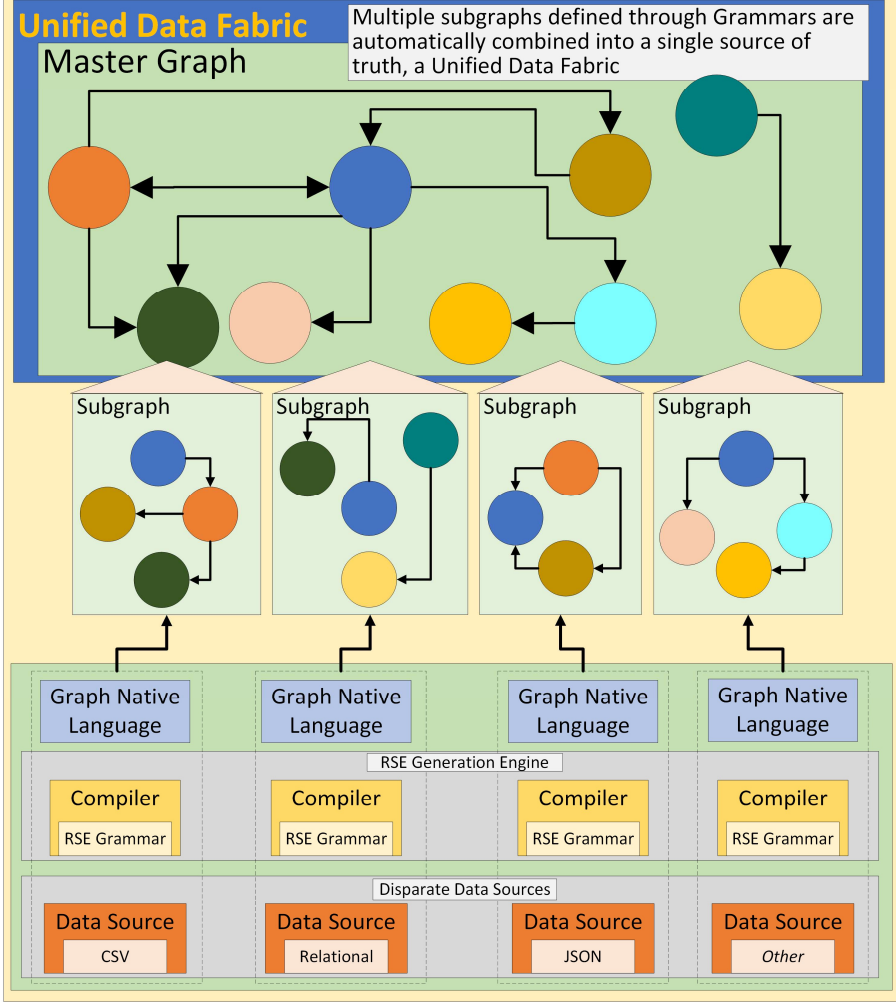 Unified Data Fabric
Multiple subgraphs defined through Grammars are
automatically combined into a single source of
truth, a Unified Data Fabric
Master Graph
Subgraph
Subgraph
Subgraph
Subgraph
Graph Native
Language
Graph Native
Language
Graph Native
Language
Graph Native
Language
RSE Generation Engine
Compiler
RSE Grammar
Compiler
RSE Grammar
Compiler
RSE Grammar
Compiler
RSE Grammar
Disparate Data Sources
Data Source
CSV
Data Source
Relational
Data Source
JSON
Data Source
Other